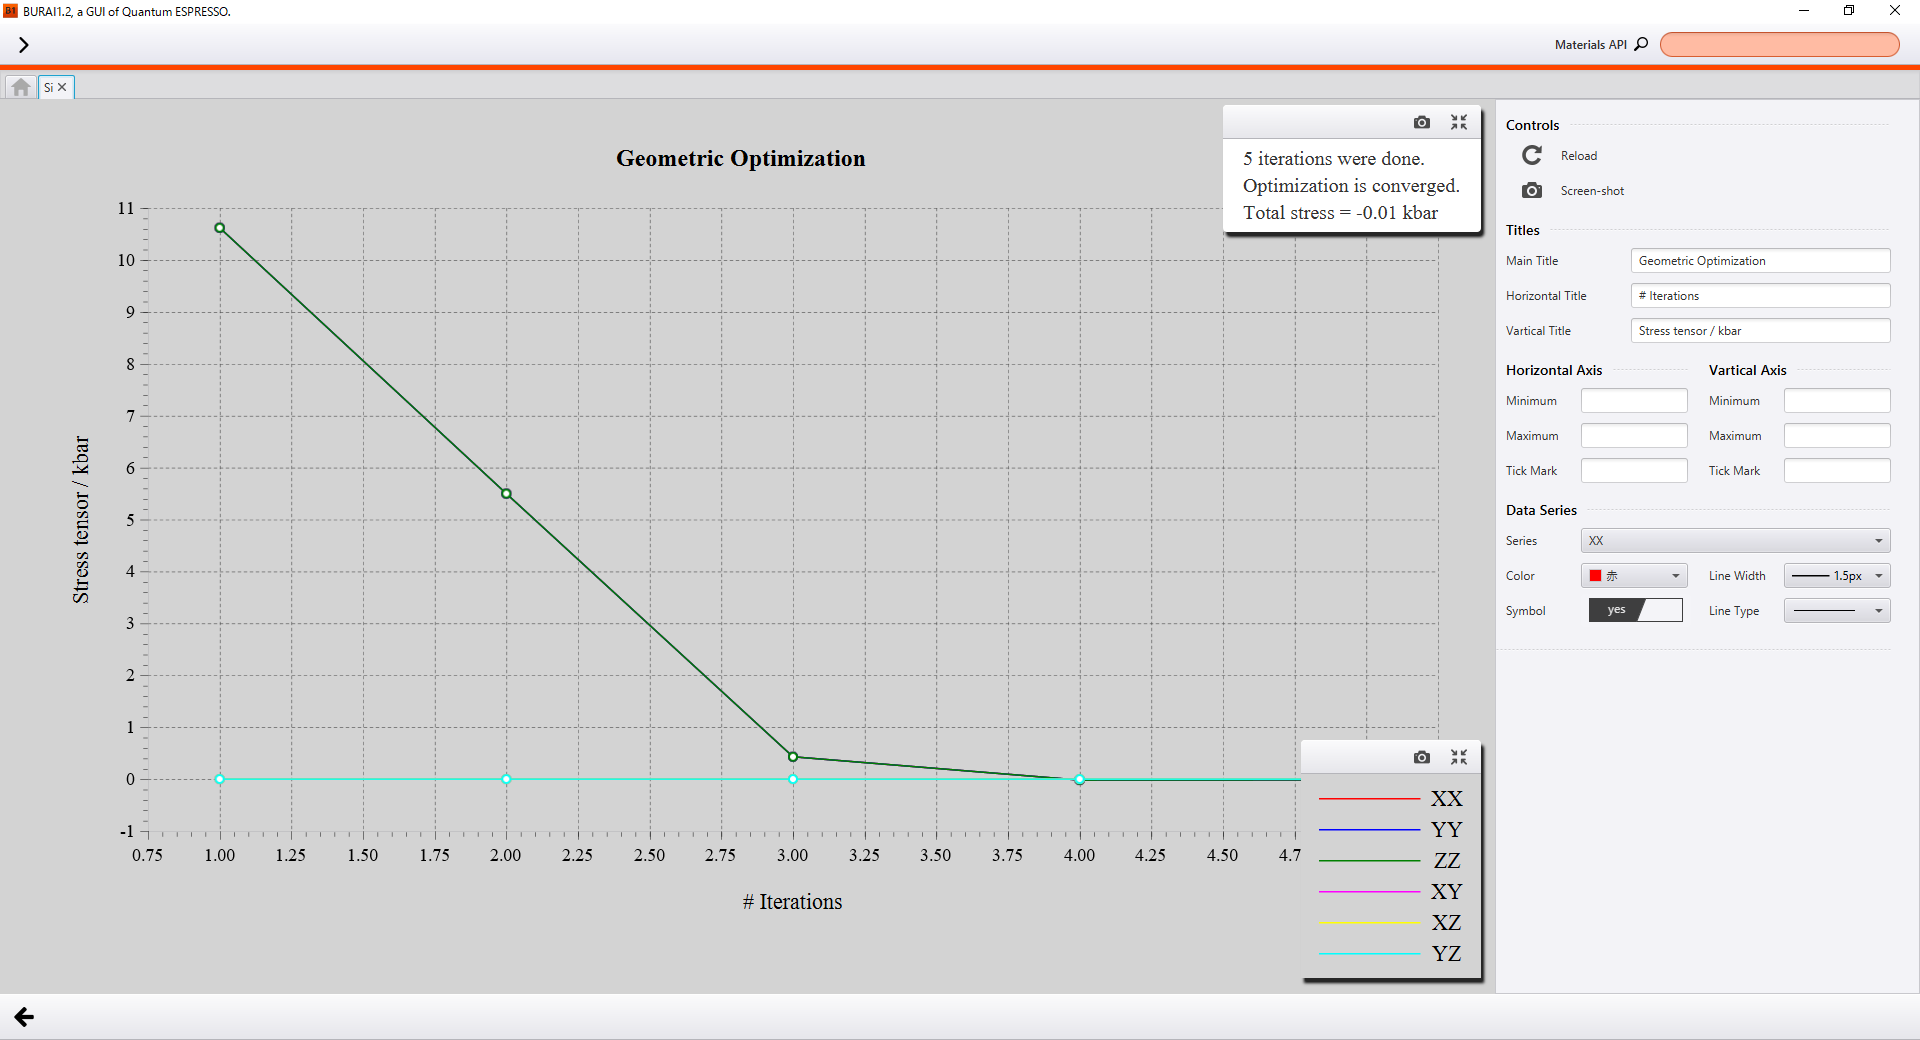 BURAI1.2, a GUI of Quantum ESPRESSO.
Materials API
Si
Geometric Optimization
5 iterations were done.
Optimization is converged.
Total stress = -0.01 kbar
11
10
9
8
7
6
5
4
3
2
1
0
-1
Stress tensor / kbar
0.75 1.00 1.25 1.50 1.75 2.00 2.25 2.50 2.75 3.00 3.25 3.50 3.75 4.00 4.25 4.50 4.7
# Iterations
XX
YY
ZZ
XY
XZ
YZ
Controls
Reload
Screen-shot
Titles
Main Title Geometric Optimization
Horizontal Title # Iterations
Vartical Title Stress tensor / kbar
Horizontal Axis Vartical Axis
Minimum Minimum
Maximum Maximum
Tick Mark Tick Mark
Data Series
Series XX
Color 赤 Line Width 1.5px
Symbol yes Line Type